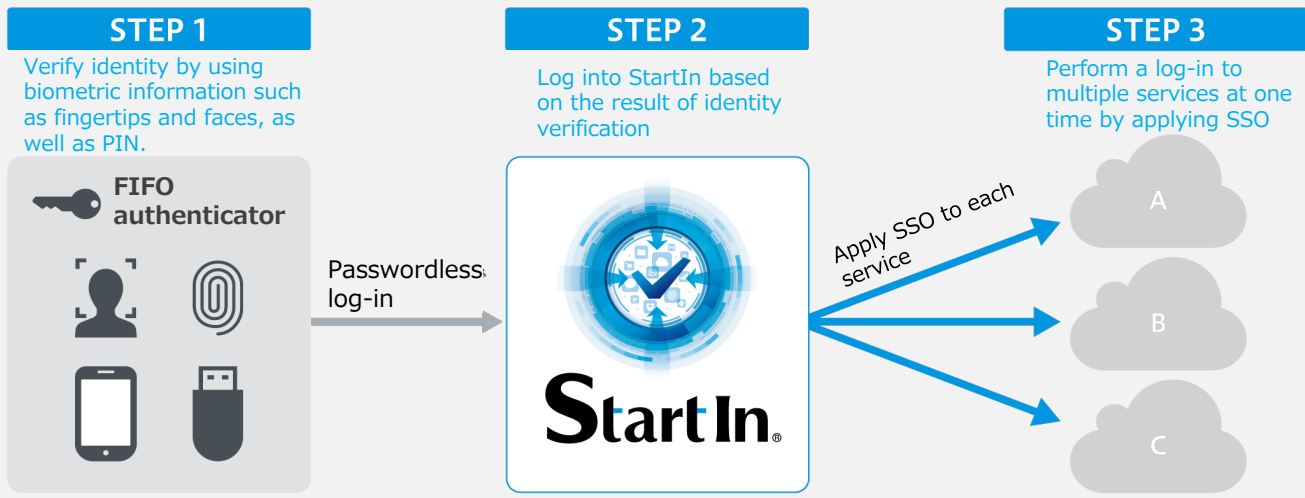 STEP 1
Verify identity by using
biometric information such
as fingertips and faces, as
well as PIN.
FIFO
authenticator
Passwordless
log-in
STEP 2
Log into StartIn based
on the result of identity
verification
Start In.®
Apply SSO to each
service
STEP 3
Perform a log-in to
multiple services at one
time by applying SSO
A
B
C